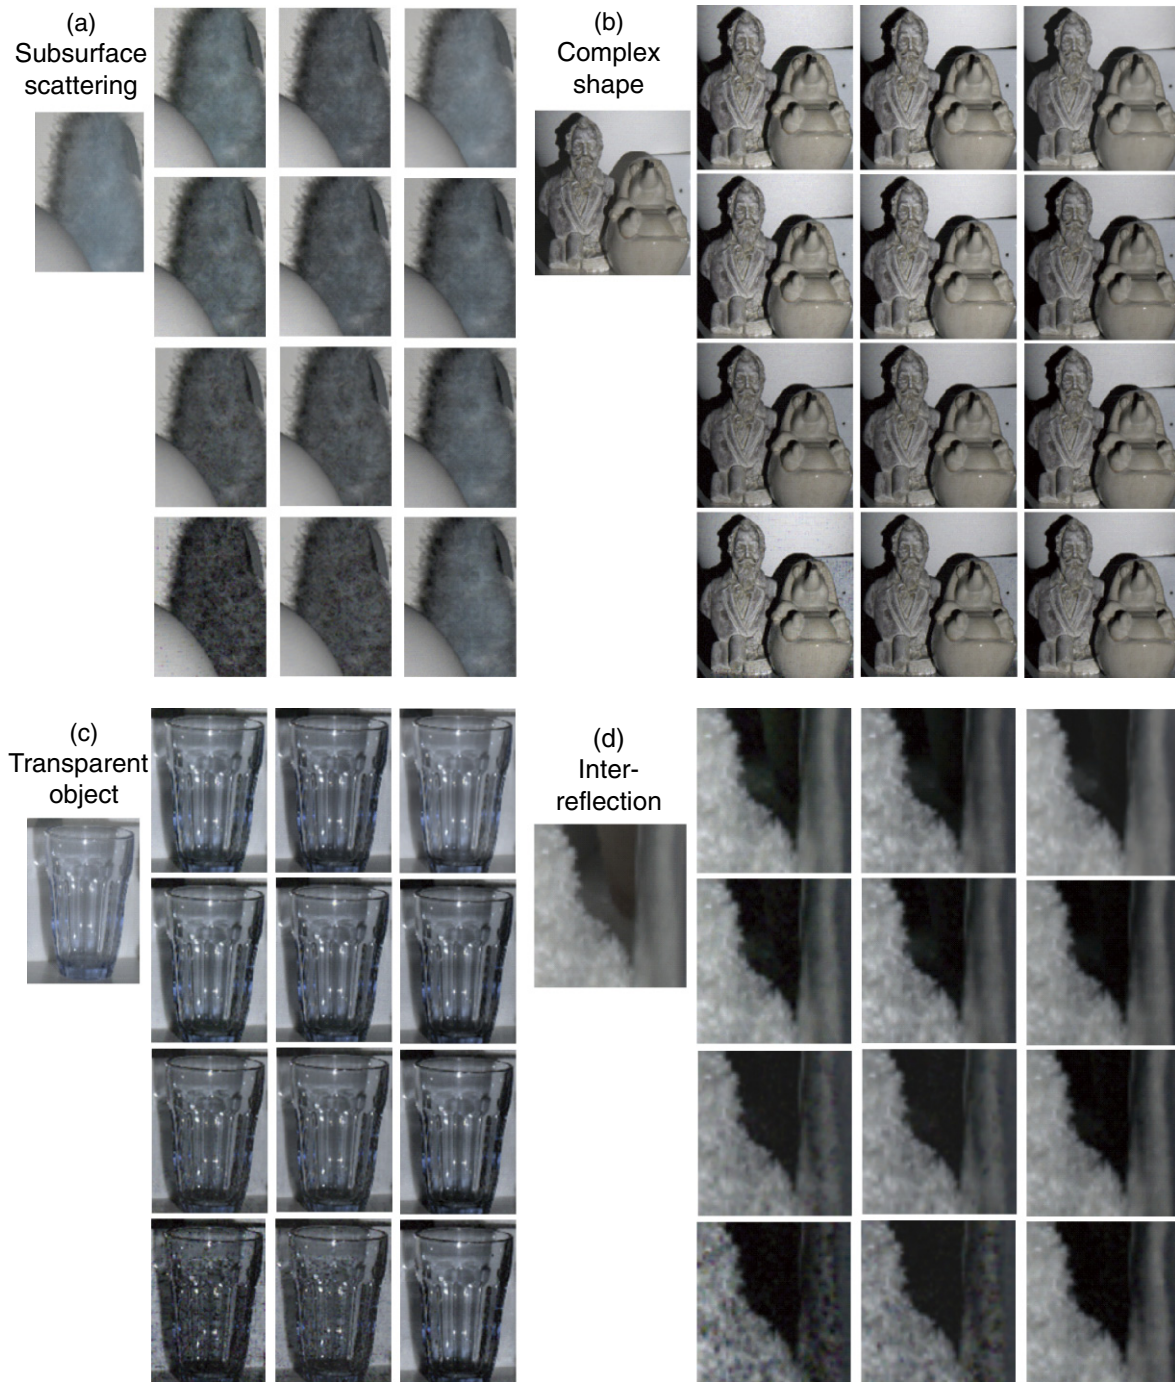 (a)
Subsurface
scattering
(b)
Complex
shape
(c)
Transparent
object
(d)
Inter-
reflection